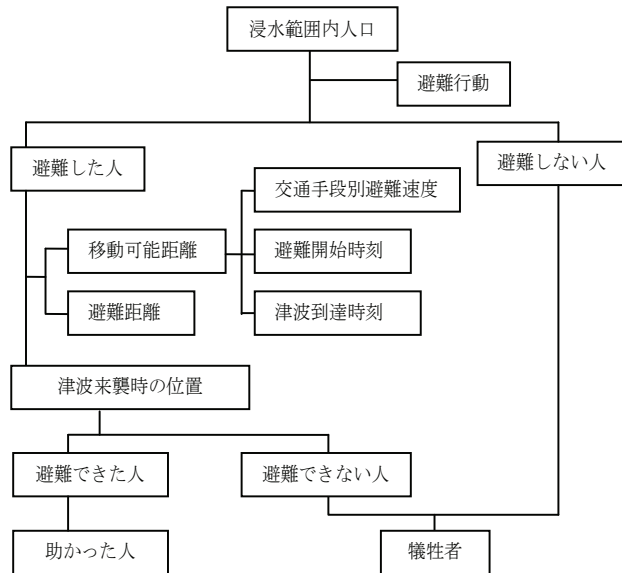 浸水範囲内人口
避難行動
避難した人
避難しない人
交通手段別避難速度
移動可能距離
避難開始時刻
避難距離
津波到達時刻
津波来襲時の位置
避難できた人
避難できない人
助かった人
犠牲者